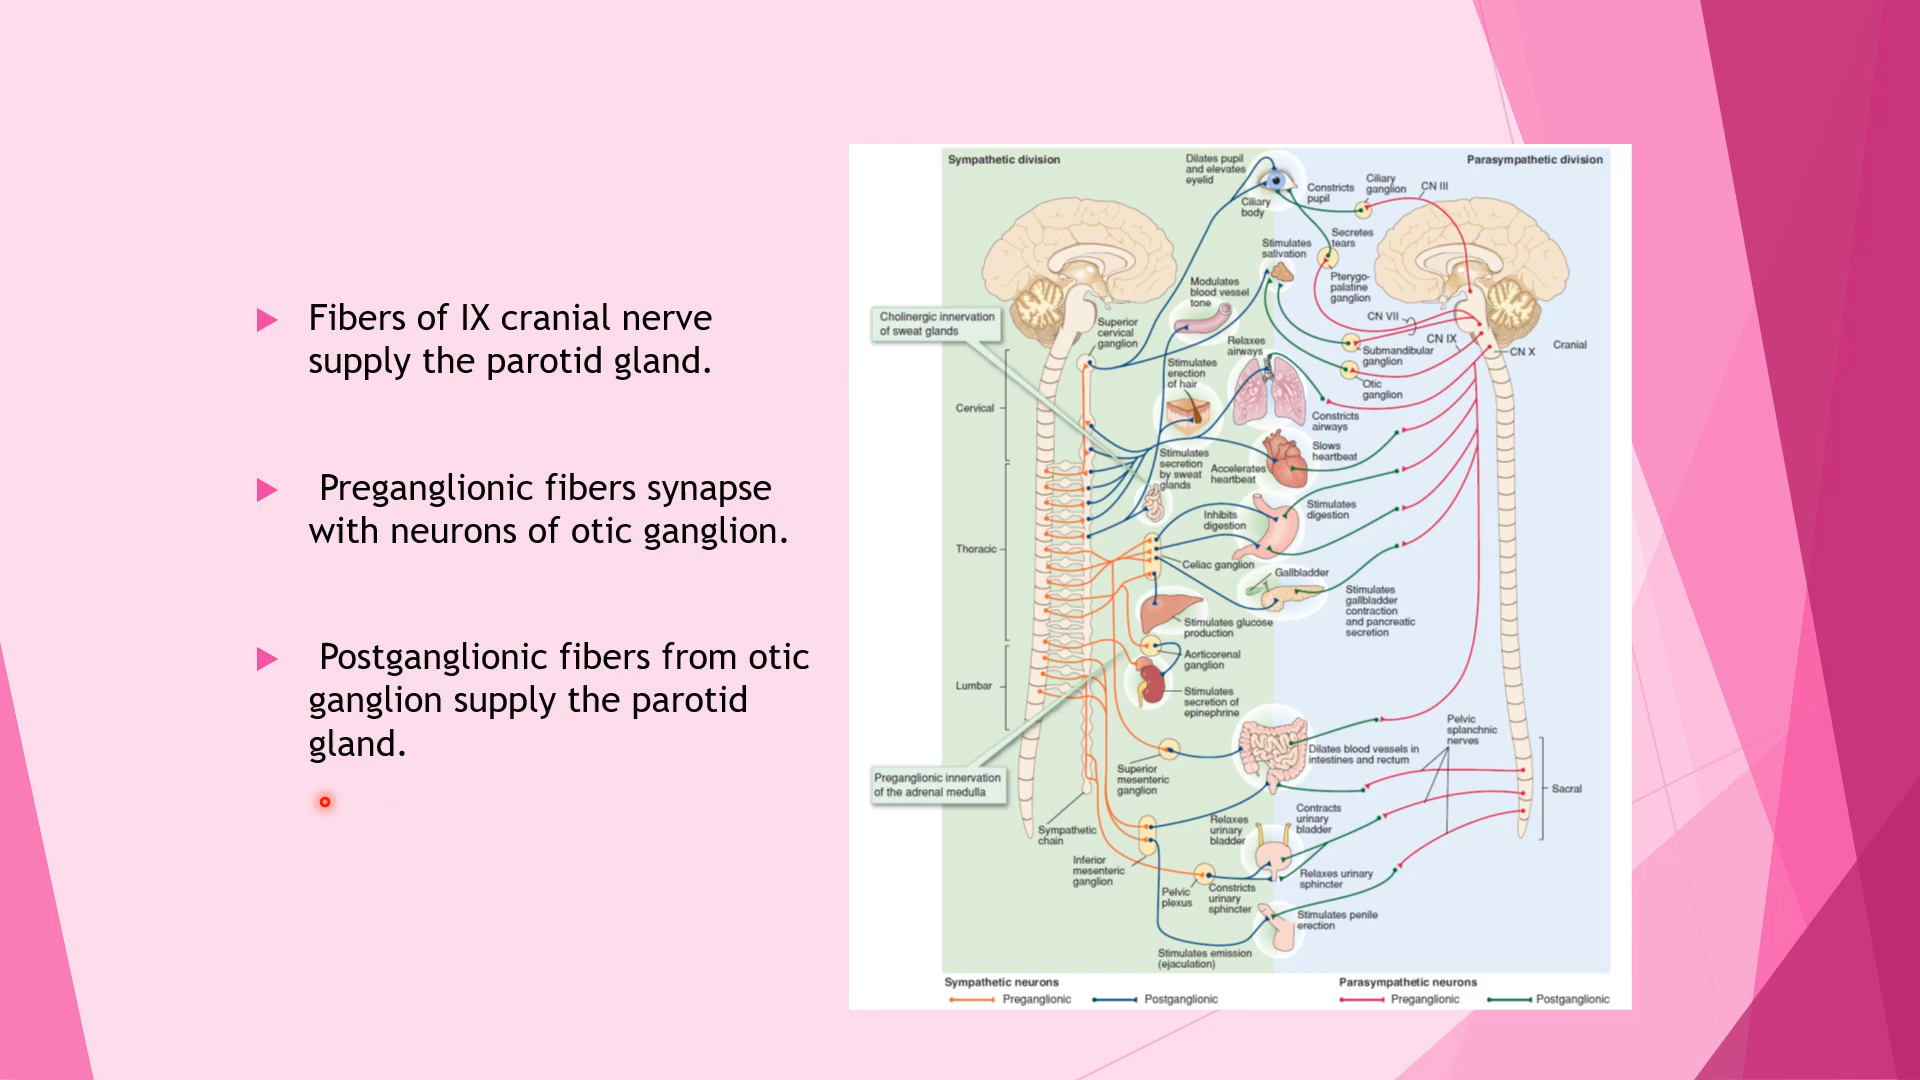 Fibers of IX cranial nerve
supply the parotid gland.
Preganglionic fibers synapse
with neurons of otic ganglion.
Postganglionic fibers from otic
ganglion supply the parotid
gland.
Sympathetic division
Parasympathetic division
Dilates pupil
and elevates
eyelid
Ciliary
body
Constricts
pupil
Ciliary
ganglion
CN III
Secretes
tears
Stimulates
salivation
Pterygo-
palatine
ganglion
Modulates
blood vessel
tone
Cholinergic innervation
of sweat glands
Superior
cervical
ganglion
CN VII
CN IX
CN X
Cranial
Submandibular
ganglion
Relaxes
airways
Stimulates
erection
of hair
Otic
ganglion
Cervical
Constricts
airways
Slows
heartbeat
Stimulates
secretion
by sweat
glands
Accelerates
heartbeat
Inhibits
digestion
Stimulates
digestion
Thoracic
Celiac ganglion
Gallbladder
Stimulates
gallbladder
contraction
and pancreatic
secretion
Stimulates glucose
production
Aorticorenal
ganglion
Lumbar
Stimulates
secretion of
epinephrine
Pelvic
splanchnic
nerves
Dilates blood vessels in
intestines and rectum
Superior
mesenteric
ganglion
Preganglionic innervation
of the adrenal medulla
Sacral
Contracts
urinary
bladder
Relaxes
urinary
bladder
Sympathetic
chain
Inferior
mesenteric
ganglion
Relaxes urinary
sphincter
Pelvic
plexus
Constricts
urinary
sphincter
Stimulates penile
erection
Stimulates emission
(ejaculation)
Sympathetic neurons
Preganglionic
Postganglionic
Parasympathetic neurons
Preganglionic
Postganglionic